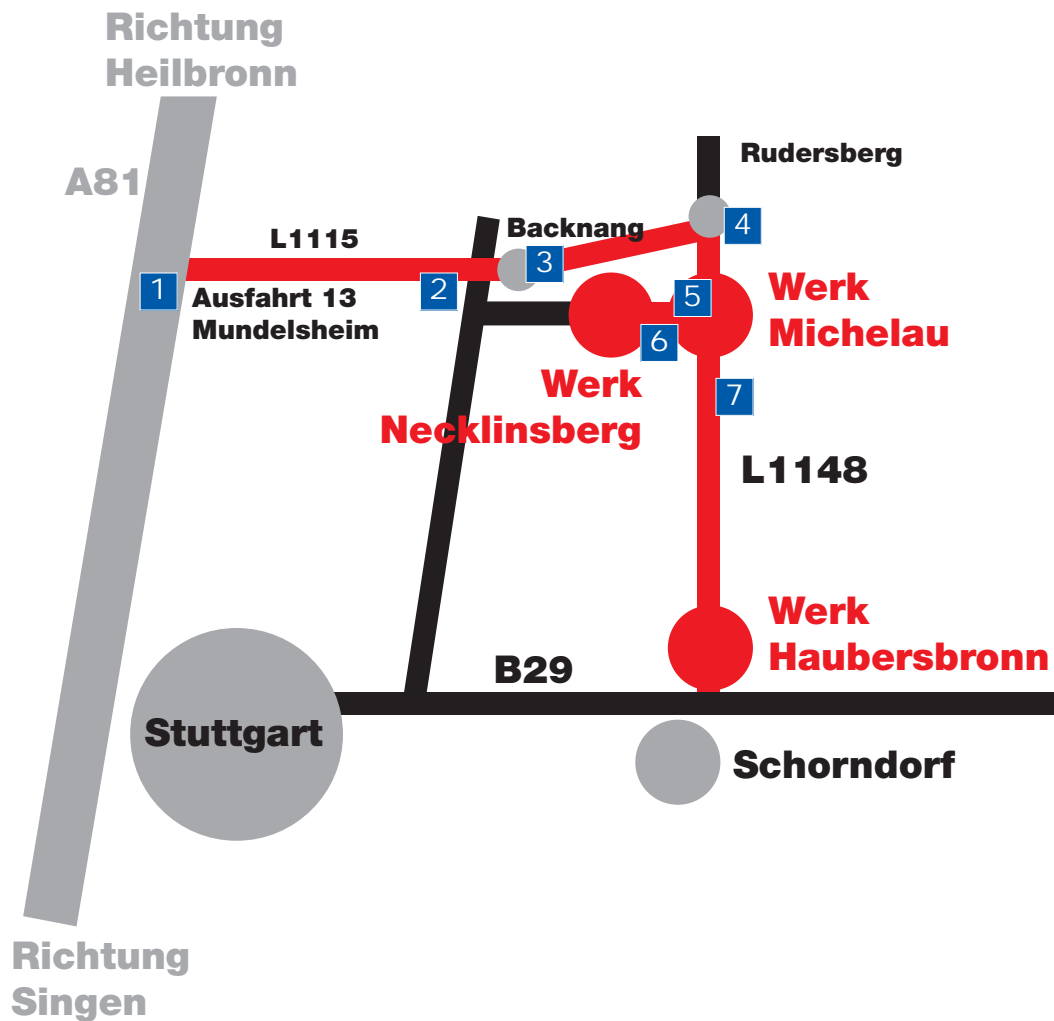 Richtung
Heilbronn
A81
Rudersberg
4
Backnang
L1115
3
1
2
Ausfahrt 13
Mundelsheim
5
Werk
Michelau
6
Werk
Necklinsberg
7
L1148
Werk
Haubersbronn
B29
Stuttgart
Schorndorf
Richtung
Singen